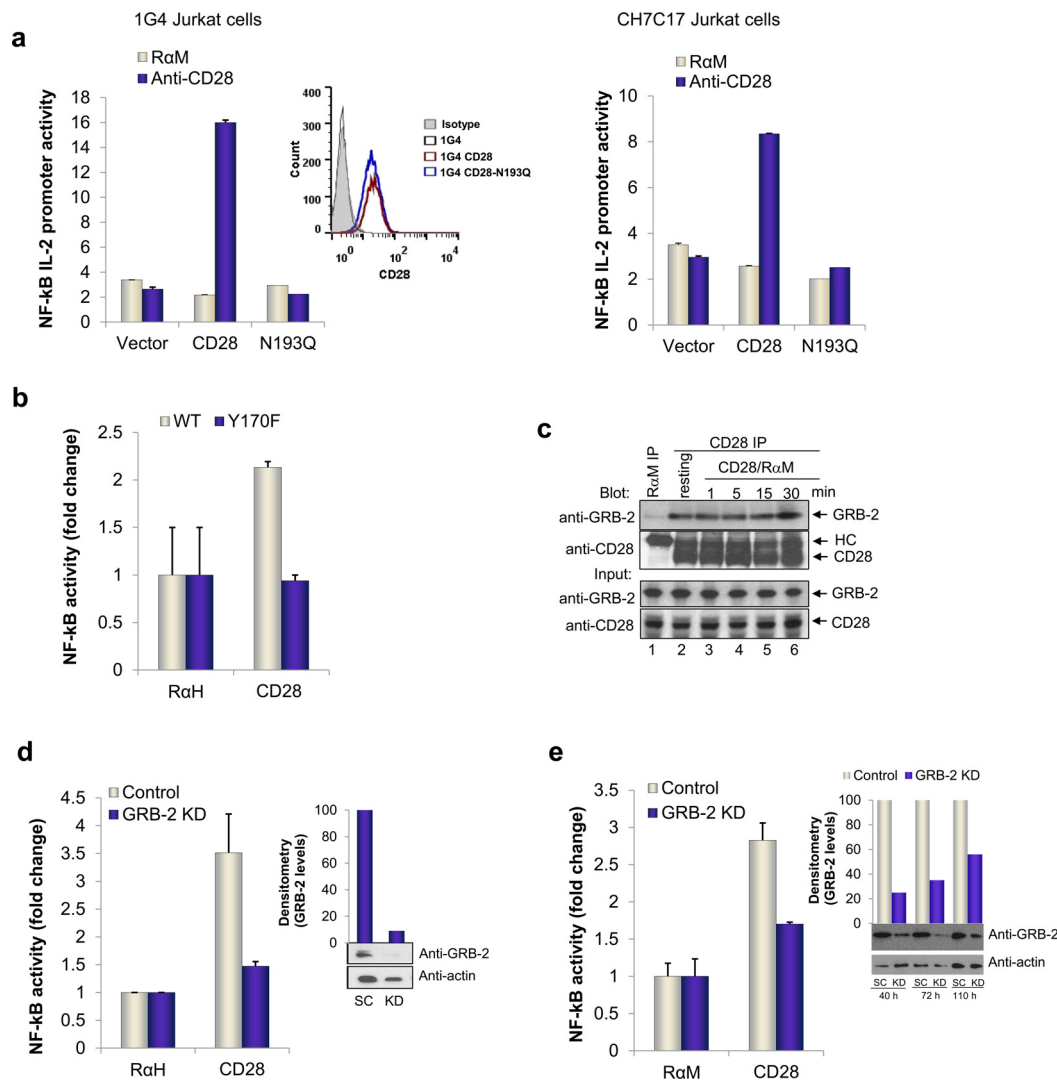 1G4 Jurkat cells
CH7C17 Jurkat cells
a
RαM
Anti-CD28
NF-kB IL-2 promoter activity
18
16
14
12
10
8
6
4
2
0
Vector CD28 N193Q
Count
400
300
200
100
0
10^0 10^2 10^4
CD28
Isotype
1G4
1G4 CD28
1G4 CD28-N193Q
RαM
Anti-CD28
NF-kB IL-2 promoter activity
10
8
6
4
2
0
Vector CD28 N193Q
b
WT Y170F
NF-kB activity (fold change)
2.5
2
1.5
1
0.5
0
RαH CD28
c
CD28 IP
CD28/RαM
RαM IP
resting
Blot: 1 5 15 30 min
anti-GRB-2 GRB-2
anti-CD28 HC
CD28
Input:
anti-GRB-2 GRB-2
anti-CD28 CD28
1 2 3 4 5 6
d
Control
GRB-2 KD
NF-kB activity (fold change)
4.5
4
3.5
3
2.5
2
1.5
1
0.5
0
RαH CD28
Densitometry
(GRB-2 levels)
100
80
60
40
20
0
Anti-GRB-2
Anti-actin
SC KD
e
Control
GRB-2 KD
NF-kB activity (fold change)
3.5
3
2.5
2
1.5
1
0.5
0
RαM CD28
Control GRB-2 KD
Densitometry
(GRB-2 levels)
100
80
60
40
20
0
Anti-GRB-2
Anti-actin
SC KD SC KD SC KD
40 h 72 h 110 h